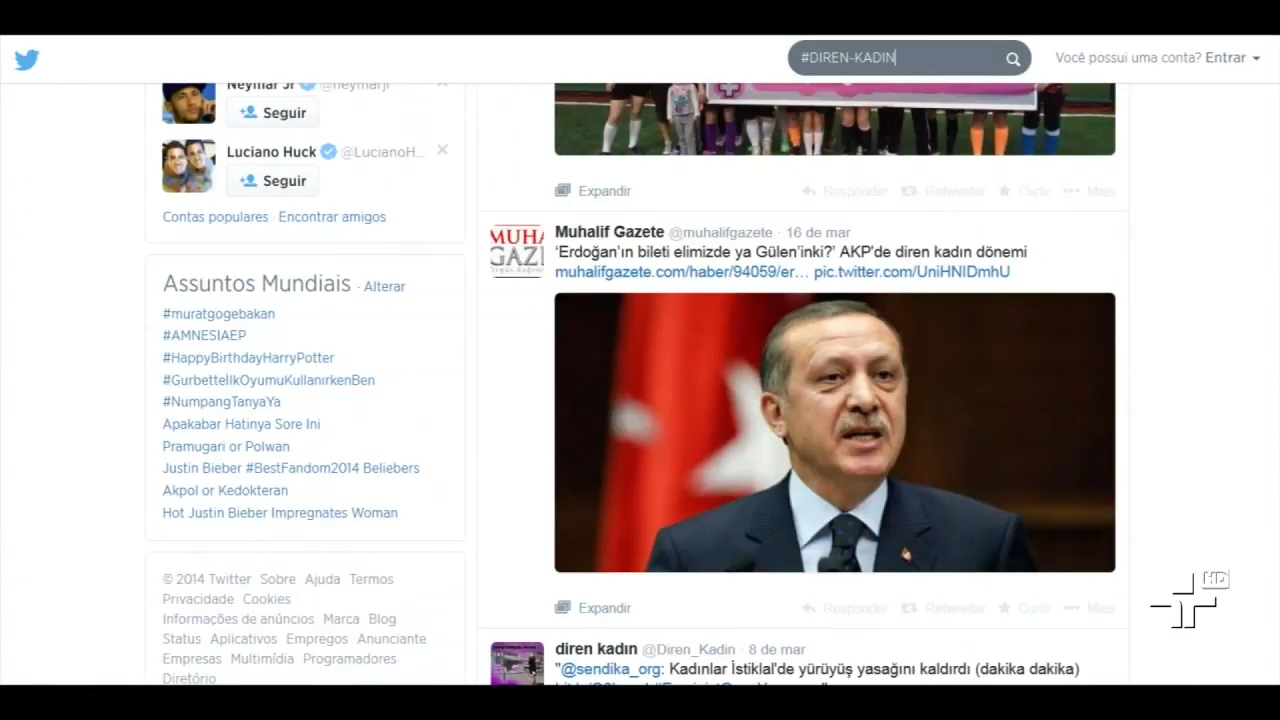 #DIREN-KADIN
Você possui uma conta? Entrar
Neymar Jr @neymarjr
Seguir
Luciano Huck @LucianoH...
Seguir
Contas populares · Encontrar amigos
Assuntos Mundiais · Alterar
#muratgogebakan
#AMNESIAEP
#HappyBirthdayHarryPotter
#GurbettelIkOyumuKullanırkenBen
#NumpangTanyaYa
Apakabar Hatinya Sore Ini
Pramugari or Polwan
Justin Bieber #BestFandom2014 Beliebers
Akpol or Kedokteran
Hot Justin Bieber Impregnates Woman
© 2014 Twitter Sobre Ajuda Termos
Privacidade Cookies
Informações de anúncios Marca Blog
Status Aplicativos Empregos Anunciante
Empresas Multimídia Programadores
Diretório
Expandir
Responder Retweetar Curtir Mais
MUHA
GAZI
Muhalif Gazete @muhalifgazete · 16 de mar
‘Erdoğan’ın bileti elimizde ya Gülen’inki?’ AKP'de diren kadın dönemi
muhalifgazete.com/haber/94059/er... pic.twitter.com/UniHNIDmhU
Expandir
Responder Retweetar Curtir Mais
diren kadın @Diren_Kadin · 8 de mar
"@sendika_org: Kadınlar İstiklal'de yürüyüş yasağını kaldırdı (dakika dakika)
HD